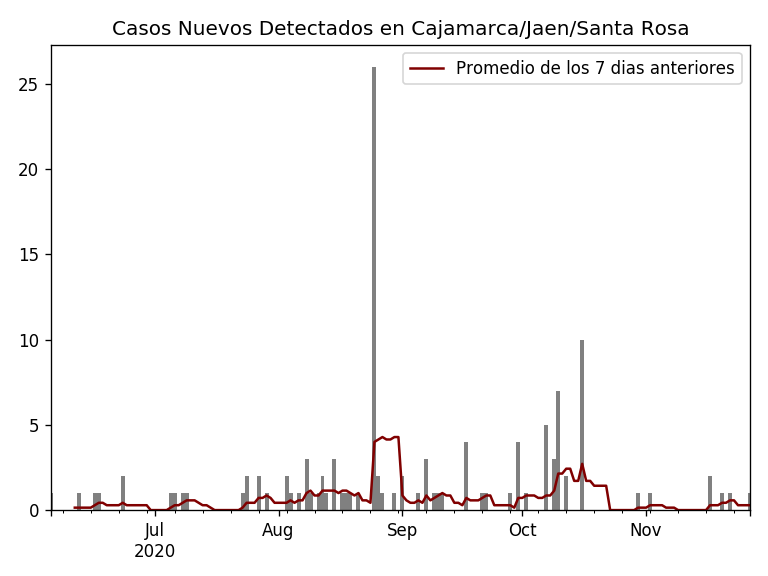 Casos Nuevos Detectados en Cajamarca/Jaen/Santa Rosa
Promedio de los 7 dias anteriores
25
20
15
10
5
0
Jul
2020
Aug
Sep
Oct
Nov